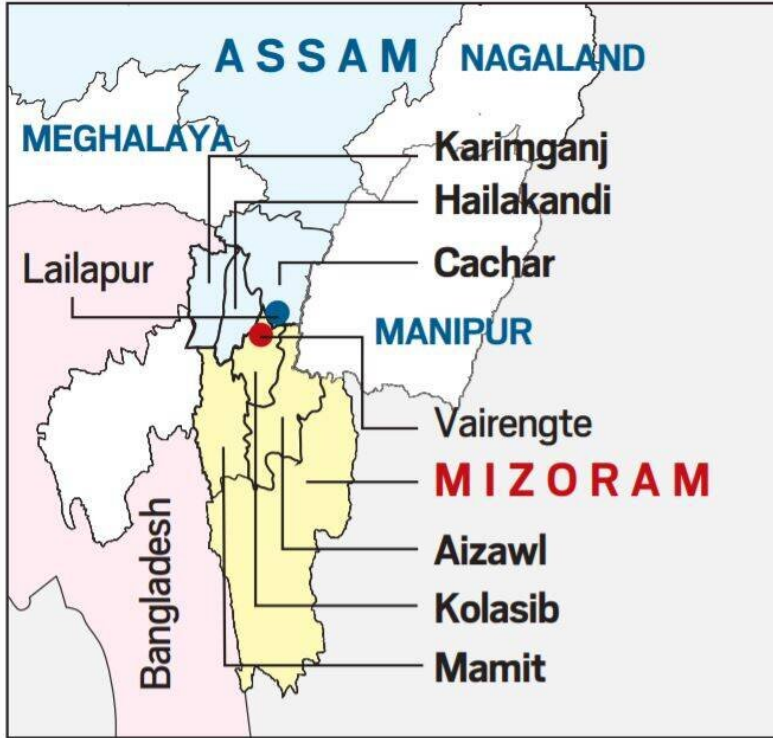 ASSAM
NAGALAND
MEGHALAYA
Karimganj
Hailakandi
Lailapur
Cachar
MANIPUR
Vairengte
MIZORAM
Bangladesh
Aizawl
Kolasib
Mamit